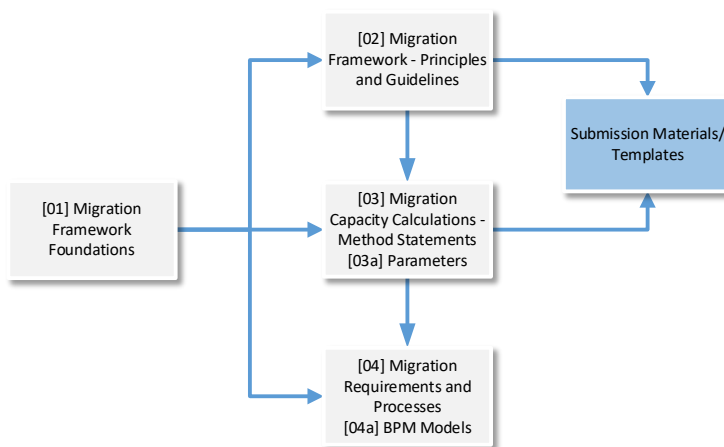 [02] Migration
Framework - Principles
and Guidelines
Submission Materials/
Templates
[01] Migration
Framework
Foundations
[03] Migration
Capacity Calculations -
Method Statements
[03a] Parameters
[04] Migration
Requirements and
Processes
[04a] BPM Models